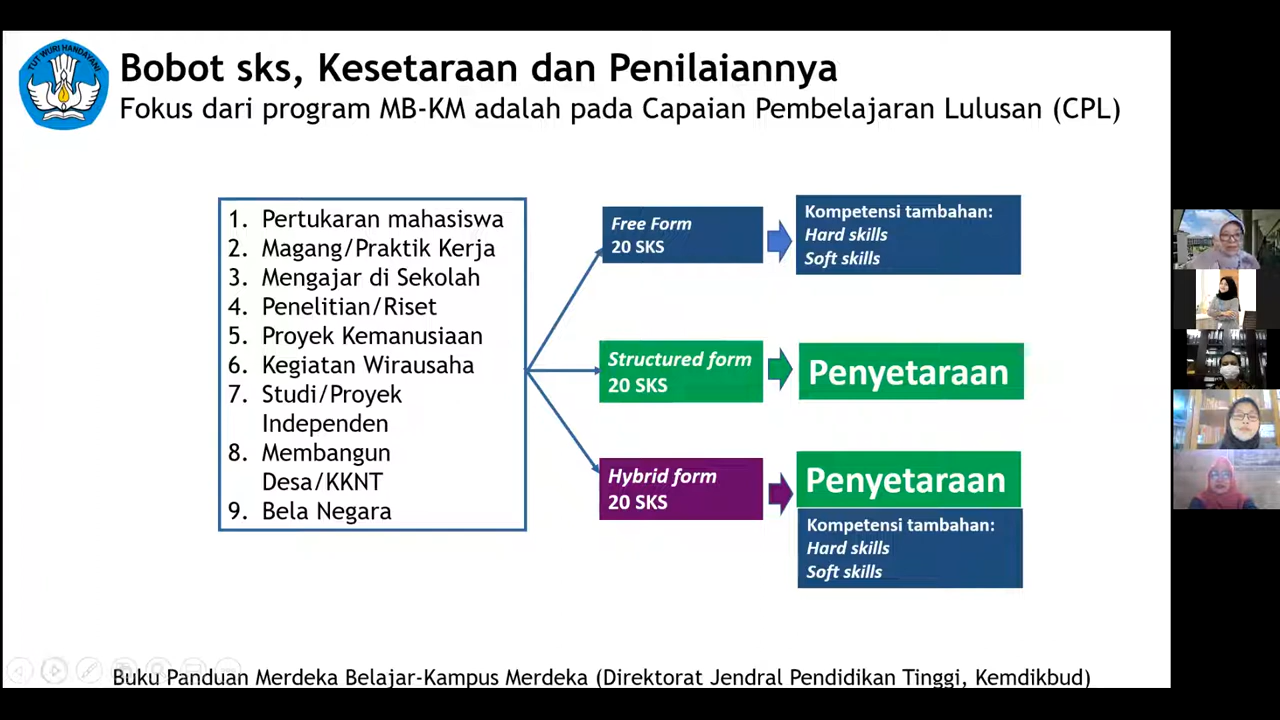 TUT WURI HANDAYANI
Bobot sks, Kesetaraan dan Penilaiannya
Fokus dari program MB-KM adalah pada Capaian Pembelajaran Lulusan (CPL)
1. Pertukaran mahasiswa
2. Magang/Praktik Kerja
3. Mengajar di Sekolah
4. Penelitian/Riset
5. Proyek Kemanusiaan
6. Kegiatan Wirausaha
7. Studi/Proyek
Independen
8. Membangun
Desa/KKNT
9. Bela Negara
Free Form
20 SKS
Kompetensi tambahan:
Hard skills
Soft skills
Structured form
20 SKS
Penyetaraan
Hybrid form
20 SKS
Penyetaraan
Kompetensi tambahan:
Hard skills
Soft skills
Buku Panduan Merdeka Belajar-Kampus Merdeka (Direktorat Jendral Pendidikan Tinggi, Kemdikbud)